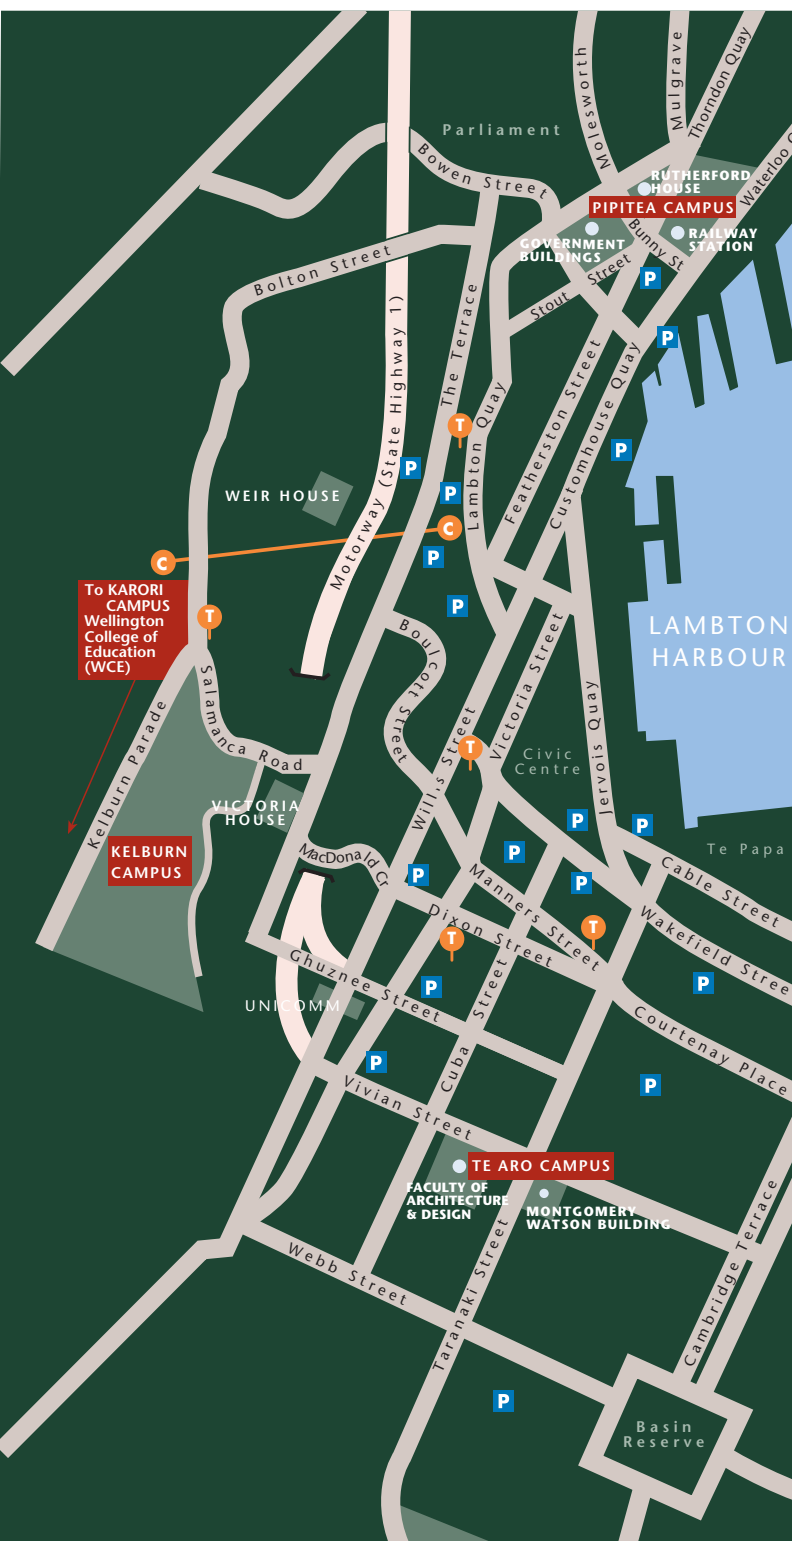 Molesworth
Mulgrave
Thorndon Quay
Parliament
Bowen Street
Waterloo
RUTHERFORD
HOUSE
PIPITEA CAMPUS
GOVERNMENT
BUILDINGS
Bunny St
RAILWAY
STATION
Bolton Street
Stout Street
P
P
The Terrace
Motorway (State Highway 1)
Lambton Quay
Featherston Street
Customhouse Quay
T
P
P
P
WEIR HOUSE
C
C
P
P
To KARORI
CAMPUS
Wellington
College of
Education
(WCE)
T
LAMBTON
HARBOUR
Boulcott Street
Victoria Street
Salamanca Road
Kelburn Parade
Jervois Quay
Willis Street
T
Civic
Centre
VICTORIA
HOUSE
P
P
KELBURN
CAMPUS
MacDonald Cr
P
P
P
Te Papa
Cable Street
Manners Street
Dixon Street
T
T
Wakefield Stree
Ghuznee Street
P
P
UNICOMM
Cuba Street
Courtenay Place
P
P
Vivian Street
TE ARO CAMPUS
FACULTY OF
ARCHITECTURE
& DESIGN
MONTGOMERY
WATSON BUILDING
Cambridge Terrace
Webb Street
Taranaki Street
P
Basin
Reserve